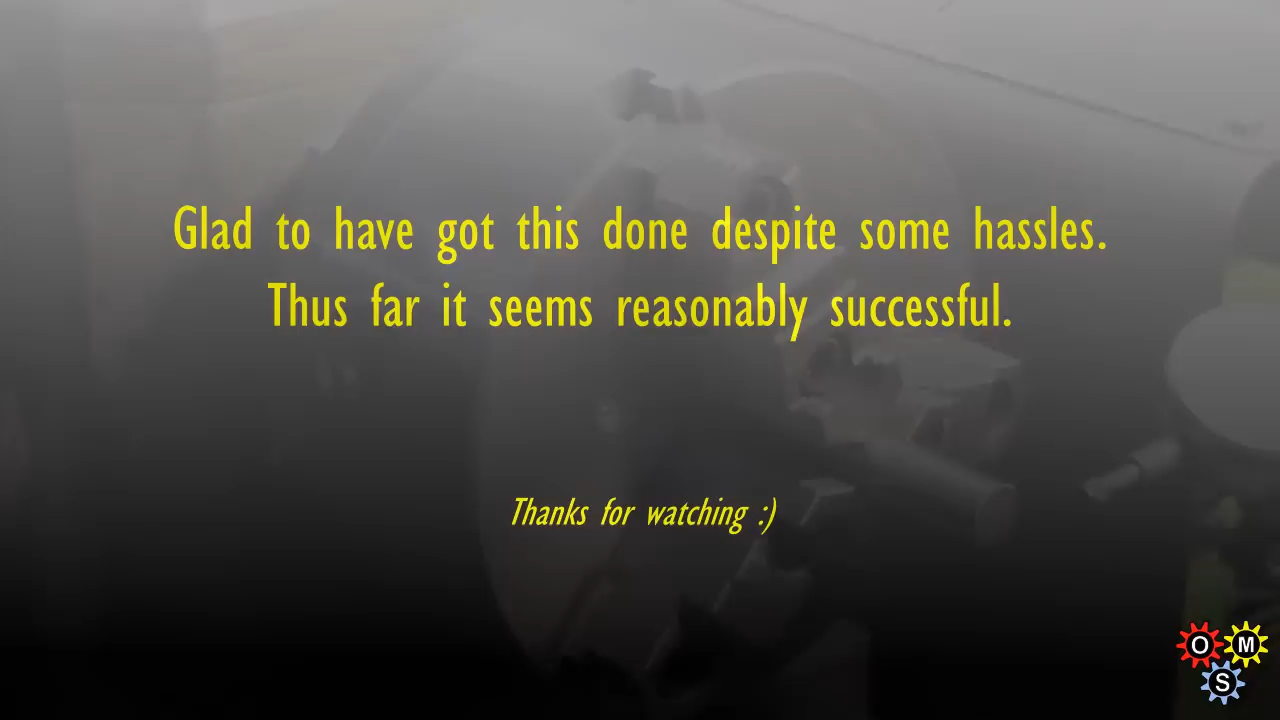 Glad to have got this done despite some hassles.
Thus far it seems reasonably successful.
Thanks for watching :)
O M
S